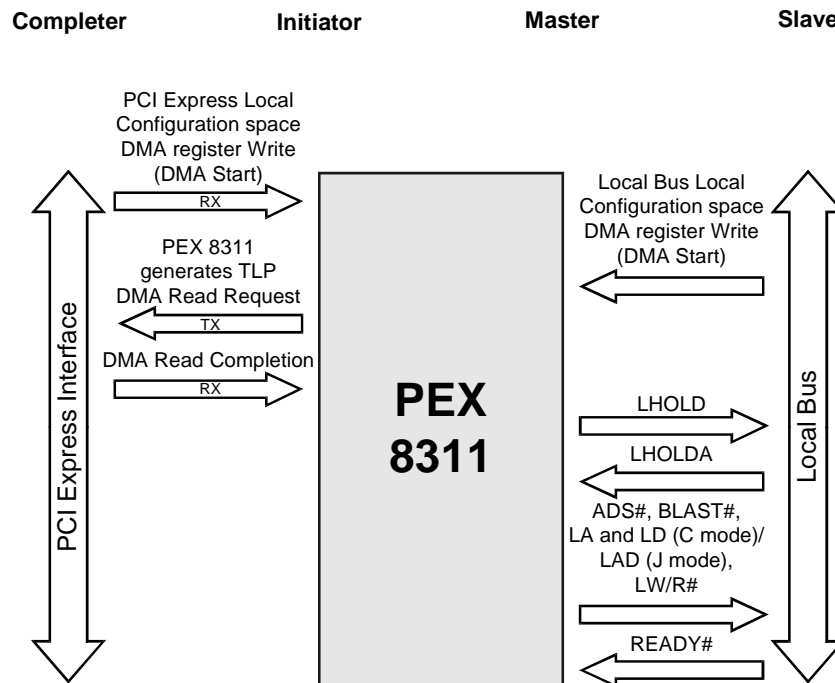 Completer Initiator Master Slave
PCI Express Local
Configuration space
DMA register Write
(DMA Start)
RX
PEX 8311
generates TLP
DMA Read Request
TX
DMA Read Completion
RX
PCI Express Interface
PEX
8311
Local Bus Local
Configuration space
DMA register Write
(DMA Start)
LHOLD
LHOLDA
ADS#, BLAST#,
LA and LD (C mode)/
LAD (J mode),
LW/R#
READY#
Local Bus